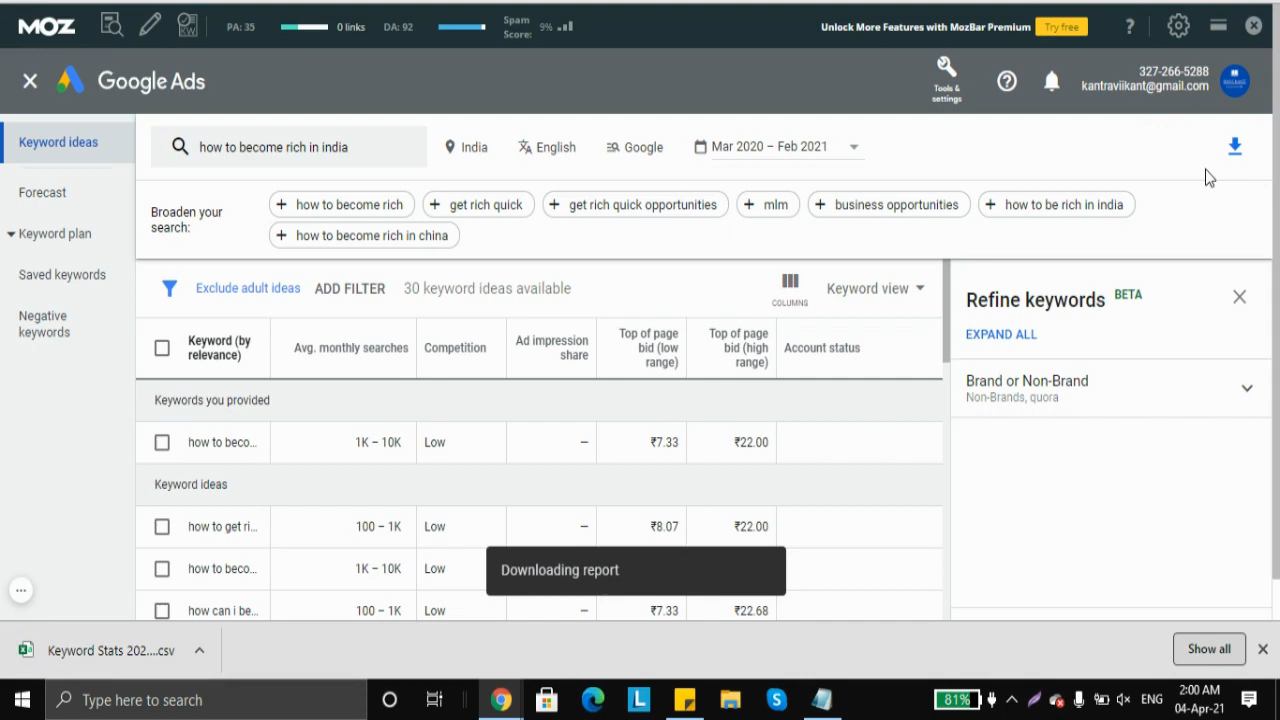 MOZ
PA: 35
0 links
DA: 92
Spam
Score:
9%
Unlock More Features with MozBar Premium
Try free
?
Google Ads
Tools &
settings
327-266-5288
kantraviikant@gmail.com
Keyword ideas
Forecast
Keyword plan
Saved keywords
Negative
keywords
how to become rich in india
India
English
Google
Mar 2020 – Feb 2021
Broaden your
search:
+ how to become rich
+ get rich quick
+ get rich quick opportunities
+ mlm
+ business opportunities
+ how to be rich in india
+ how to become rich in china
Exclude adult ideas
ADD FILTER
30 keyword ideas available
COLUMNS
Keyword view
Refine keywords BETA
EXPAND ALL
Brand or Non-Brand
Non-Brands, quora
Keyword (by
relevance)
Avg. monthly searches
Competition
Ad impression
share
Top of page
bid (low
range)
Top of page
bid (high
range)
Account status
Keywords you provided
how to beco... 1K – 10K Low – ₹7.33 ₹22.00
Keyword ideas
how to get ri... 100 – 1K Low – ₹8.07 ₹22.00
how to beco... 1K – 10K Low
Downloading report
how can i be... 100 – 1K Low – ₹7.33 ₹22.68
Keyword Stats 202....csv
Show all
Type here to search
81%
ENG
2:00 AM
04-Apr-21